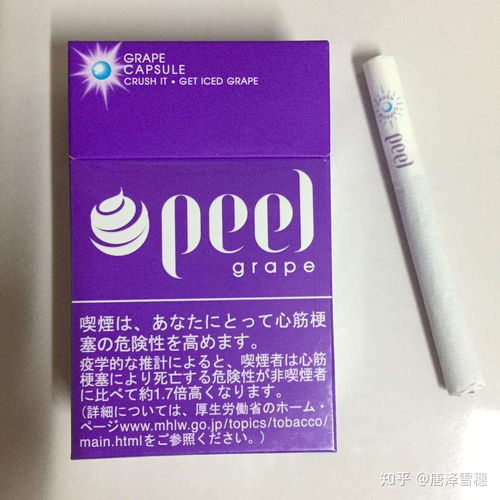 GRAPE
CAPSULE
CRUSH IT • GET ICED GRAPE
peel
grape
喫煙は、あなたにとって心筋梗
塞の危険性を高めます。
疫学的な推計によると、喫煙者は心筋
梗塞により死亡する危険性が非喫煙者
に比べて約1.7倍高くなります。
(詳細については、厚生労働省のホーム・
ページwww.mhlw.go.jp/topics/tobacco/
main.htmlをご参照ください。)
peel
知乎 @唐泽雪穗